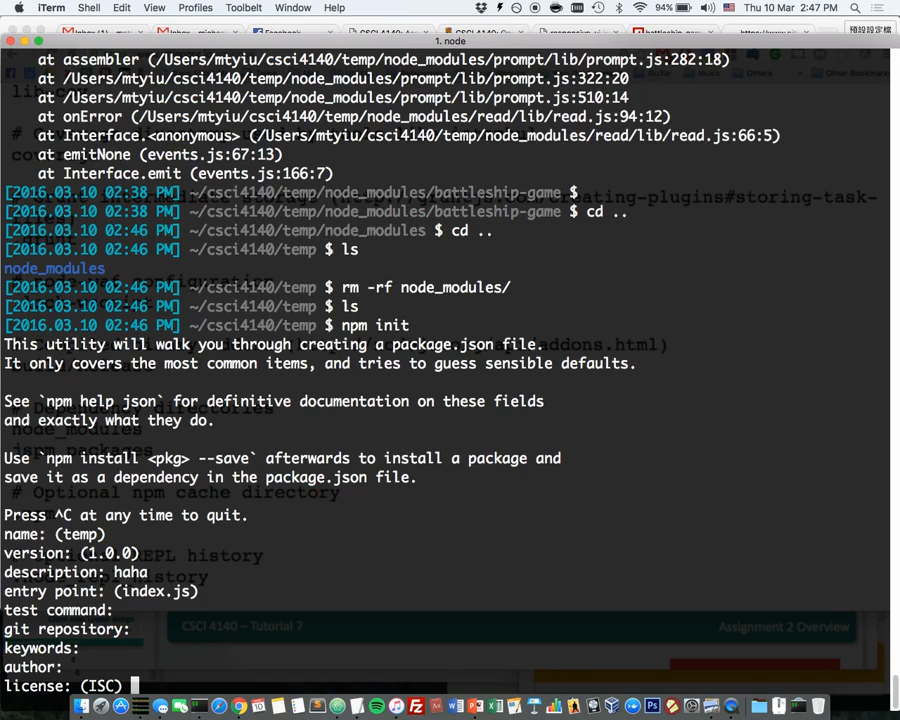 iTerm Shell Edit View Profiles Toolbelt Window Help 94% Thu 10 Mar 2:47 PM
1. node
at assembler (/Users/mtyiu/csci4140/temp/node_modules/prompt/lib/prompt.js:282:18)
at /Users/mtyiu/csci4140/temp/node_modules/prompt/lib/prompt.js:322:20
at /Users/mtyiu/csci4140/temp/node_modules/prompt/lib/prompt.js:510:14
at onError (/Users/mtyiu/csci4140/temp/node_modules/read/lib/read.js:94:12)
at Interface.<anonymous> (/Users/mtyiu/csci4140/temp/node_modules/read/lib/read.js:66:5)
at emitNone (events.js:67:13)
at Interface.emit (events.js:166:7)
[2016.03.10 02:38 PM] ~/csci4140/temp/node_modules/battleship-game $
[2016.03.10 02:38 PM] ~/csci4140/temp/node_modules/battleship-game $ cd ..
[2016.03.10 02:46 PM] ~/csci4140/temp/node_modules $ cd ..
[2016.03.10 02:46 PM] ~/csci4140/temp $ ls
node_modules
[2016.03.10 02:46 PM] ~/csci4140/temp $ rm -rf node_modules/
[2016.03.10 02:46 PM] ~/csci4140/temp $ ls
[2016.03.10 02:46 PM] ~/csci4140/temp $ npm init
This utility will walk you through creating a package.json file.
It only covers the most common items, and tries to guess sensible defaults.
See `npm help json` for definitive documentation on these fields
and exactly what they do.
Use `npm install <pkg> --save` afterwards to install a package and
save it as a dependency in the package.json file.
Press ^C at any time to quit.
name: (temp)
version: (1.0.0)
description: haha
entry point: (index.js)
test command:
git repository:
keywords:
author:
license: (ISC)
# Optional npm cache directory
CSCI 4140 – Tutorial 7
Assignment 2 Overview